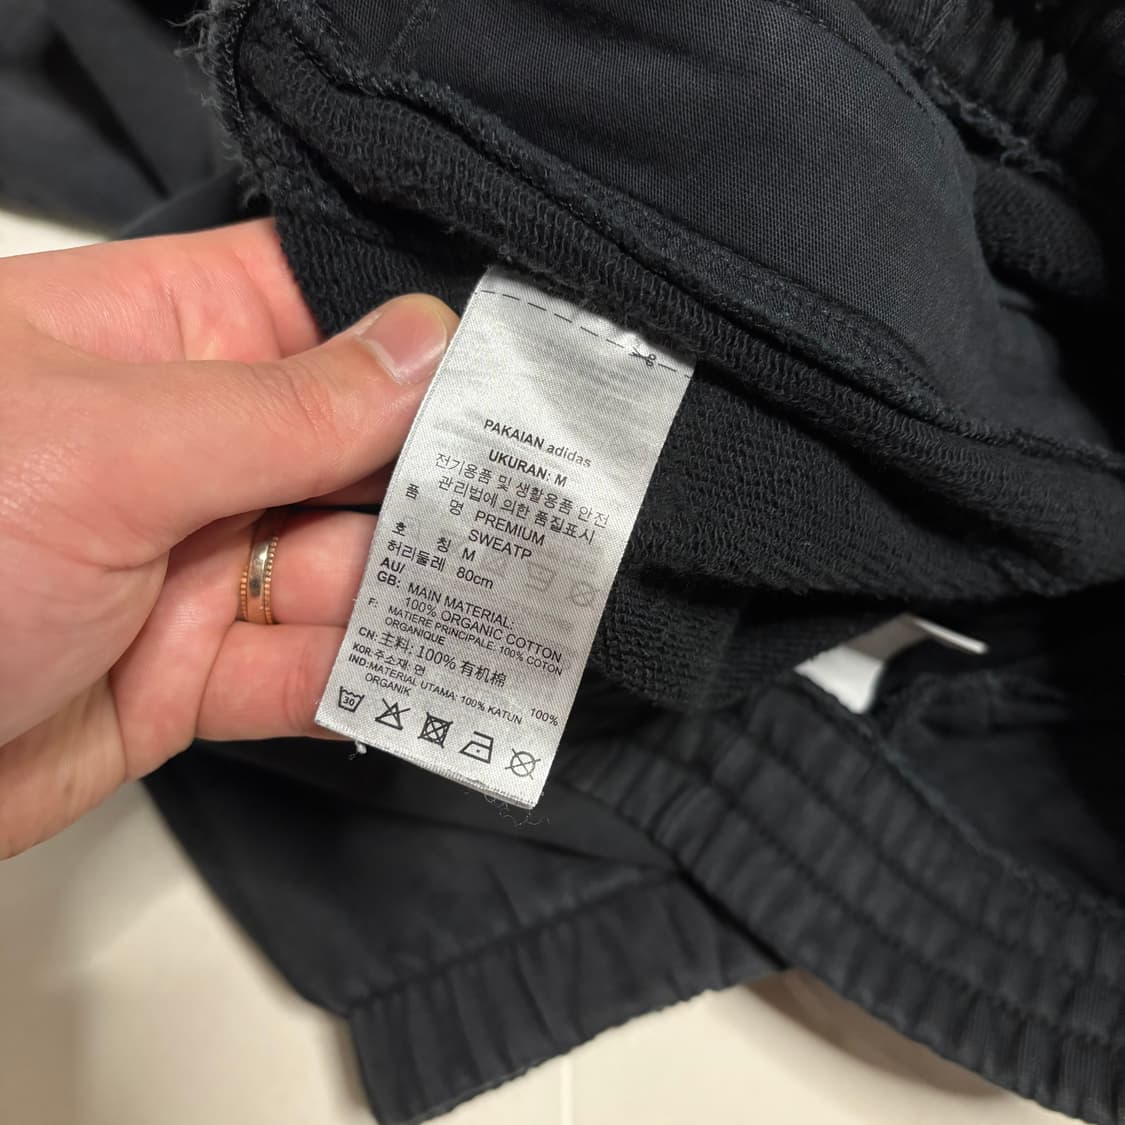 PAKAIAN adidas
UKURAN: M
전기용품 및 생활용품 안전
관리법에 의한 품질표시
품 명 PREMIUM
SWEATP
호 칭 M
허리둘레 80cm
AU/
GB: MAIN MATERIAL:
100% ORGANIC COTTON,
F: MATIERE PRINCIPALE: 100% COTON
ORGANIQUE
CN: 主料: 100% 有机棉
KOR: 주소재: 면 100%
IND: MATERIAL UTAMA: 100% KATUN
ORGANIK
30